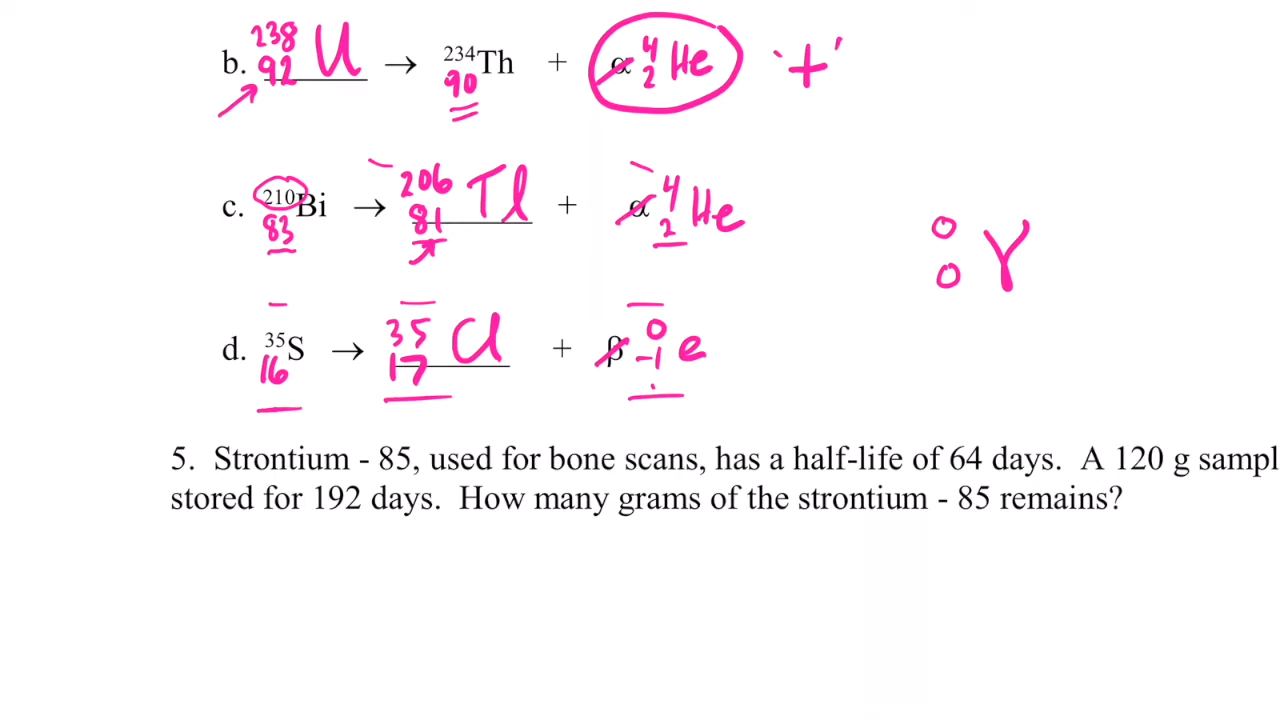 b. 238 92 U → 234 90 Th + α 4 2 He '+'
c. 210 83 Bi → 206 81 Tl + α 4 2 He
0 0 γ
d. 35 16 S → 35 17 Cl + β 0 -1 e
5. Strontium - 85, used for bone scans, has a half-life of 64 days. A 120 g sampl
stored for 192 days. How many grams of the strontium - 85 remains?